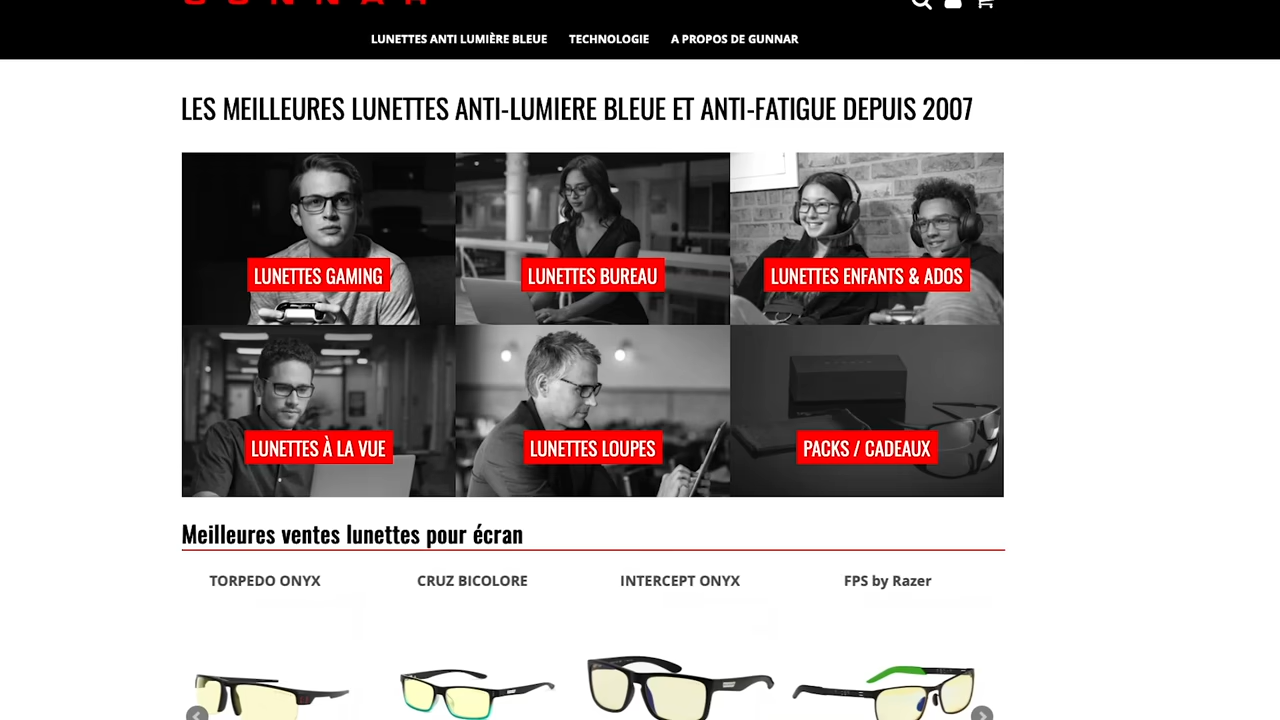 GUNNAR
LUNETTES ANTI LUMIÈRE BLEUE TECHNOLOGIE A PROPOS DE GUNNAR
LES MEILLEURES LUNETTES ANTI-LUMIERE BLEUE ET ANTI-FATIGUE DEPUIS 2007
LUNETTES GAMING LUNETTES BUREAU LUNETTES ENFANTS & ADOS
LUNETTES À LA VUE LUNETTES LOUPES PACKS / CADEAUX
Meilleures ventes lunettes pour écran
TORPEDO ONYX CRUZ BICOLORE INTERCEPT ONYX FPS by Razer